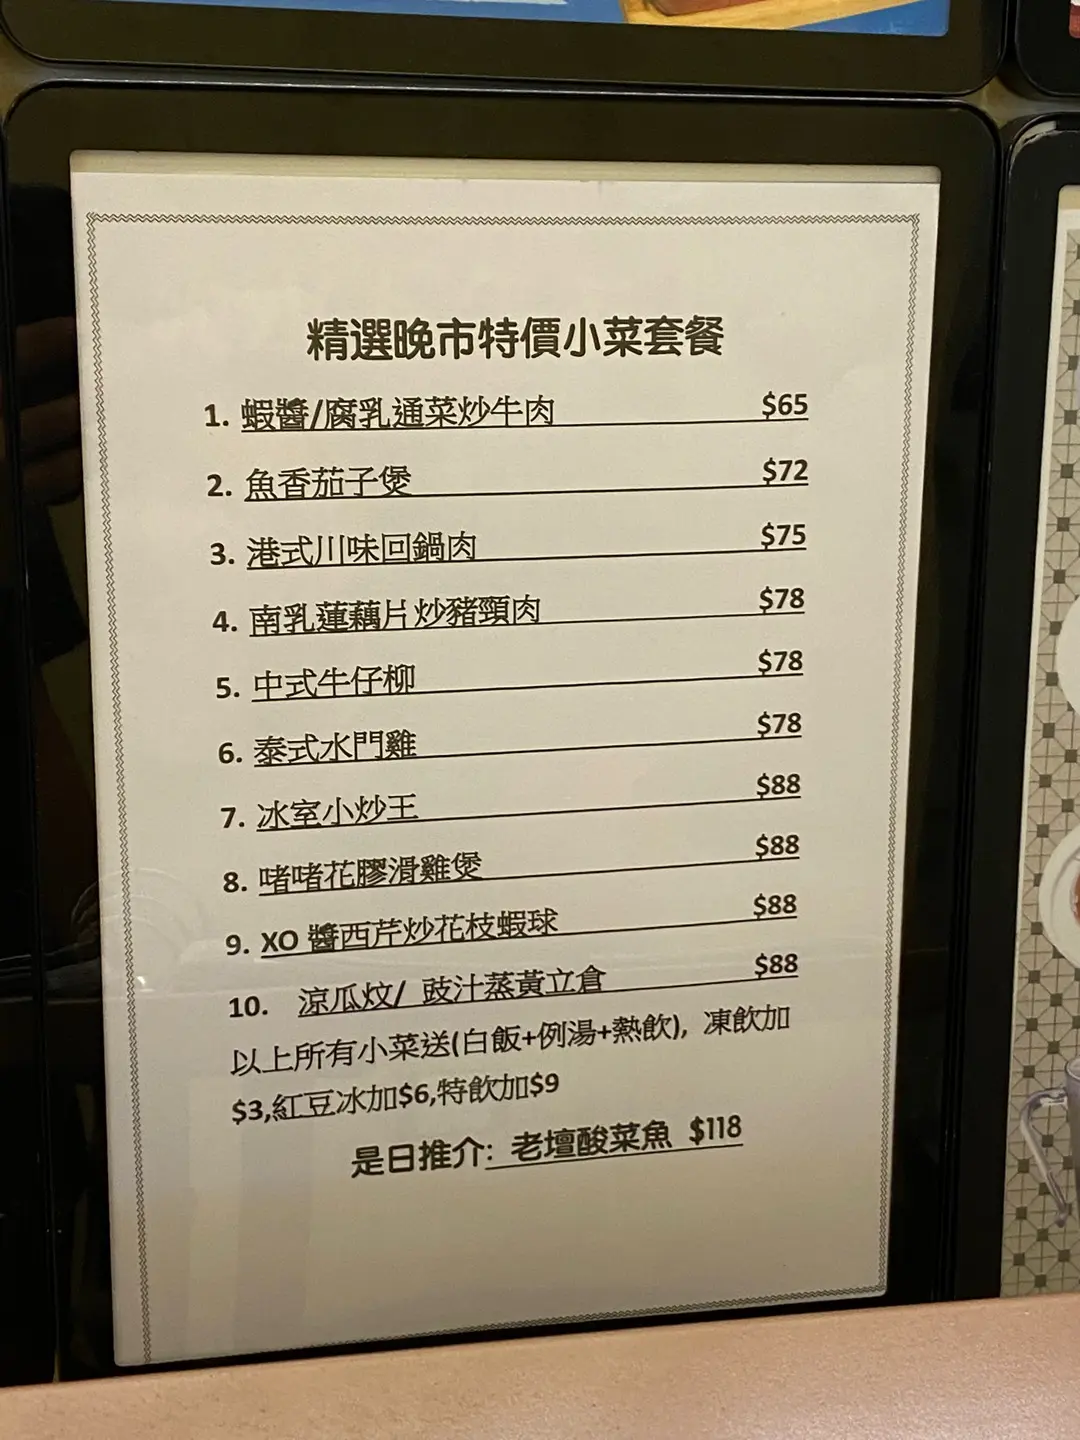 精選晚市特價小菜套餐
1. 蝦醬/腐乳通菜炒牛肉 $65
2. 魚香茄子煲 $72
3. 港式川味回鍋肉 $75
4. 南乳蓮藕片炒豬頸肉 $78
5. 中式牛仔柳 $78
6. 泰式水門雞 $78
7. 冰室小炒王 $88
8. 啫啫花膠滑雞煲 $88
9. XO 醬西芹炒花枝蝦球 $88
10. 涼瓜炆/ 豉汁蒸黃立倉 $88
以上所有小菜送(白飯+例湯+熱飲), 凍飲加
$3,紅豆冰加$6,特飲加$9
是日推介: 老壇酸菜魚 $118